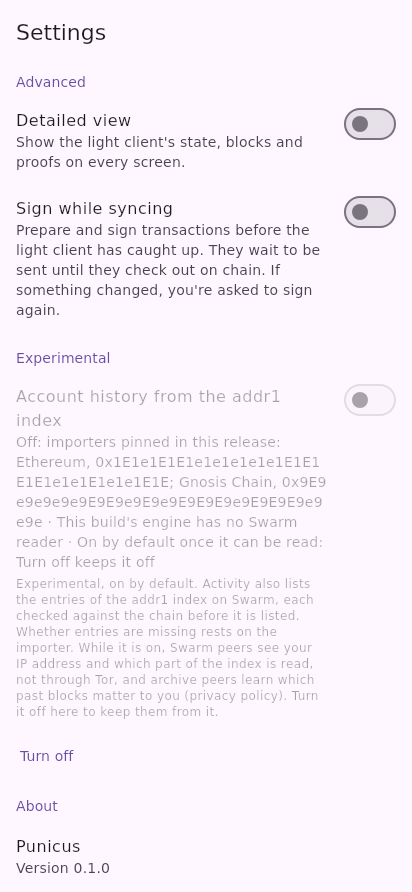 Settings
Advanced
Detailed view
Show the light client's state, blocks and
proofs on every screen.
Sign while syncing
Prepare and sign transactions before the
light client has caught up. They wait to be
sent until they check out on chain. If
something changed, you're asked to sign
again.
Experimental
Account history from the addr1
index
Off: importers pinned in this release:
Ethereum, 0x1E1e1E1E1e1e1e1e1e1E1E1
E1E1e1e1e1e1E1E; Gnosis Chain, 0x9E9
e9e9e9e9E9E9e9E9e9E9E9E9e9E9E9E9e9
e9e · This build's engine has no Swarm
reader · On by default once it can be read:
Turn off keeps it off
Experimental, on by default. Activity also lists
the entries of the addr1 index on Swarm, each
checked against the chain before it is listed.
Whether entries are missing rests on the
importer. While it is on, Swarm peers see your
IP address and which part of the index is read,
not through Tor, and archive peers learn which
past blocks matter to you (privacy policy). Turn
it off here to keep them from it.
Turn off
About
Punicus
Version 0.1.0